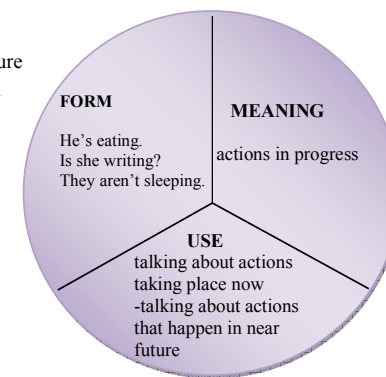 ure
FORM
He's eating.
Is she writing?
They aren't sleeping.
MEANING
actions in progress
USE
talking about actions
taking place now
-talking about actions
that happen in near
future